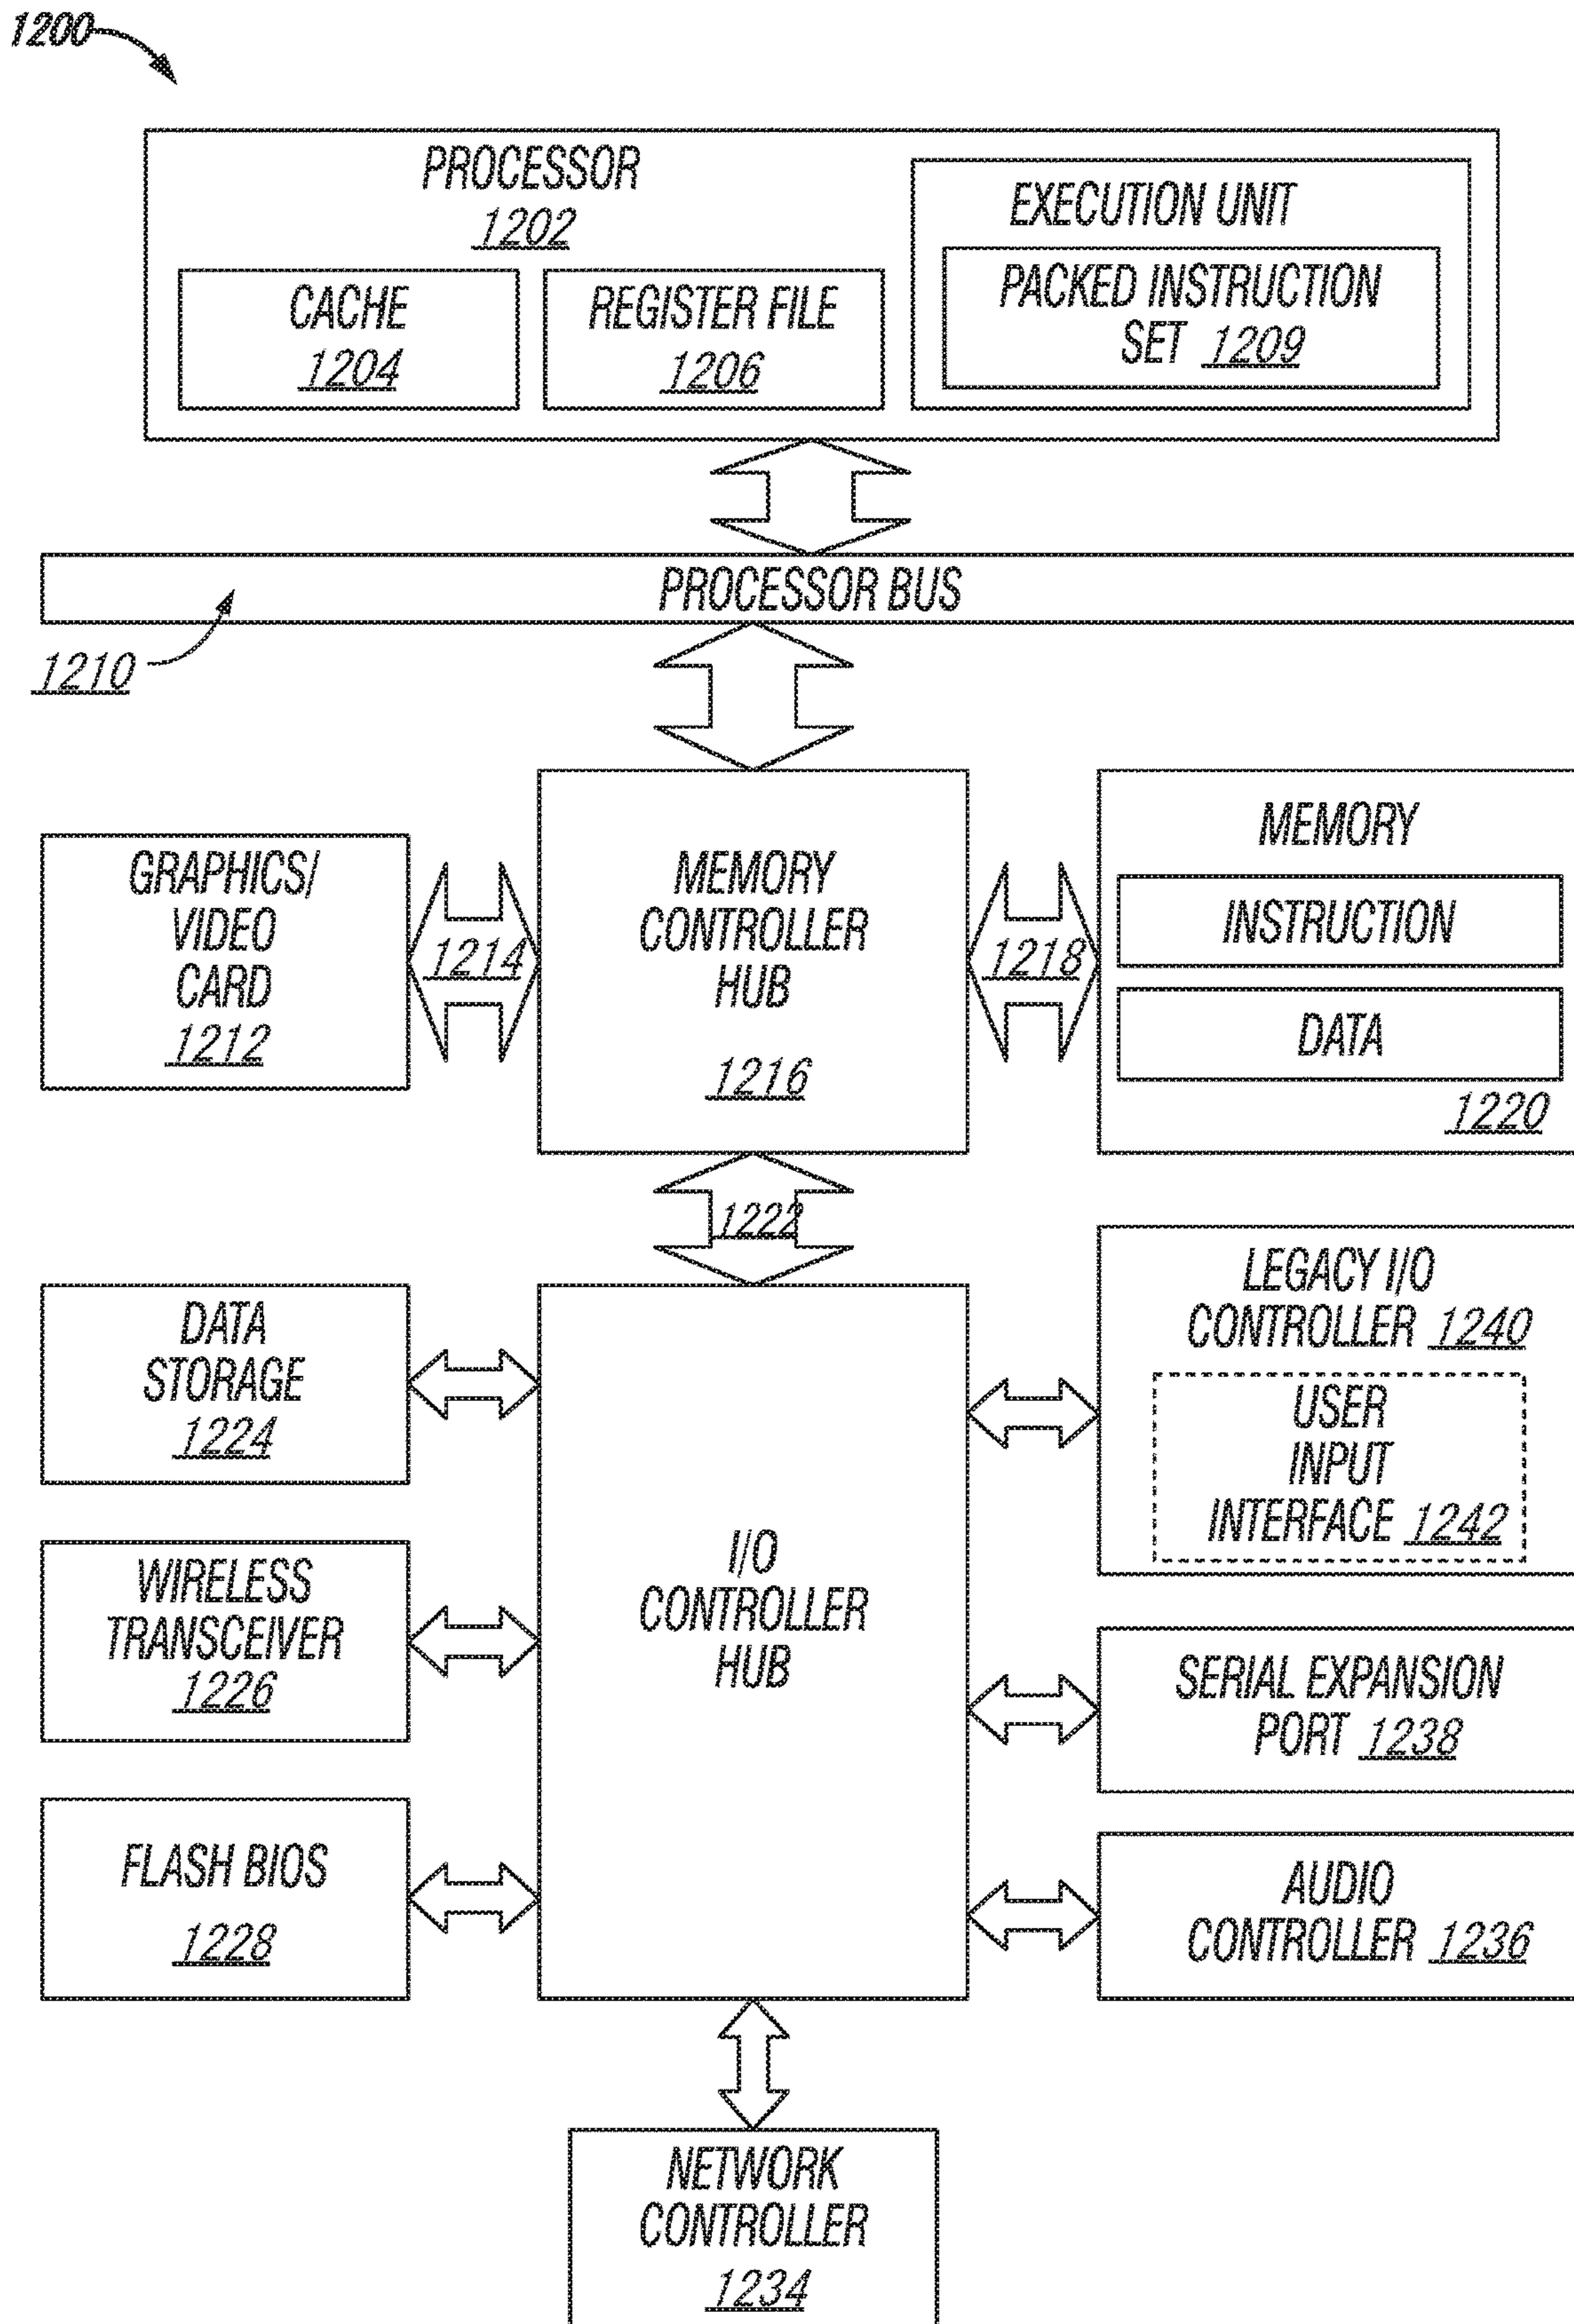 1200
PROCESSOR
1202
CACHE
1204
REGISTER FILE
1206
EXECUTION UNIT
PACKED INSTRUCTION
SET 1209
PROCESSOR BUS
1210
GRAPHICS/
VIDEO
CARD
1212
1214
MEMORY
CONTROLLER
HUB
1216
1218
MEMORY
INSTRUCTION
DATA
1220
1222
DATA
STORAGE
1224
WIRELESS
TRANSCEIVER
1226
FLASH BIOS
1228
I/O
CONTROLLER
HUB
LEGACY I/O
CONTROLLER 1240
USER
INPUT
INTERFACE 1242
SERIAL EXPANSION
PORT 1238
AUDIO
CONTROLLER 1236
NETWORK
CONTROLLER
1234